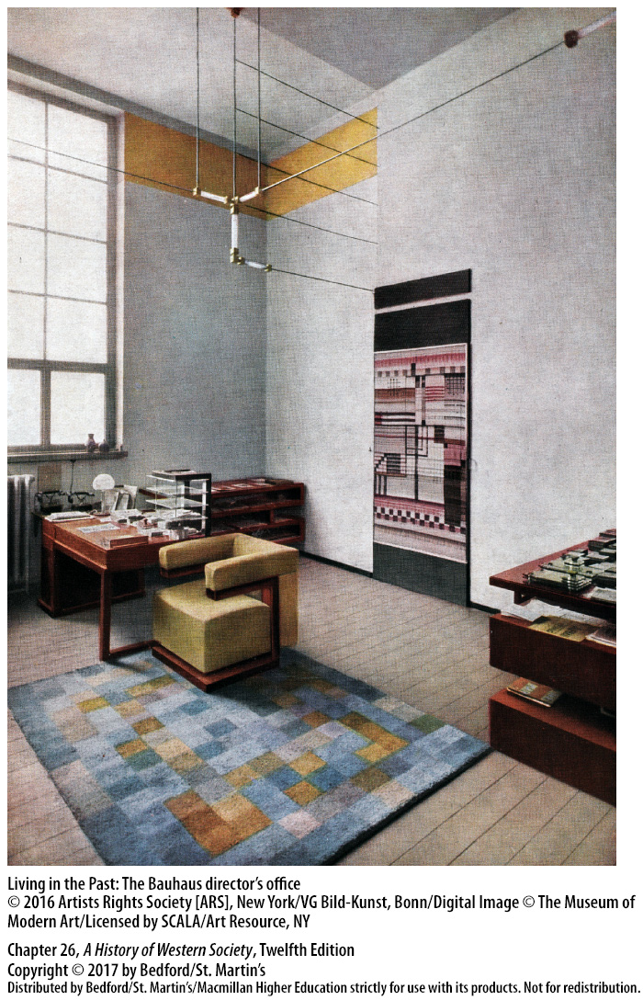 Living in the Past: The Bauhaus director’s office
© 2016 Artists Rights Society [ARS], New York/VG Bild-Kunst, Bonn/Digital Image © The Museum of
Modern Art/Licensed by SCALA/Art Resource, NY
Chapter 26, A History of Western Society, Twelfth Edition
Copyright © 2017 by Bedford/St. Martin’s
Distributed by Bedford/St. Martin’s/Macmillan Higher Education strictly for use with its products. Not for redistribution.